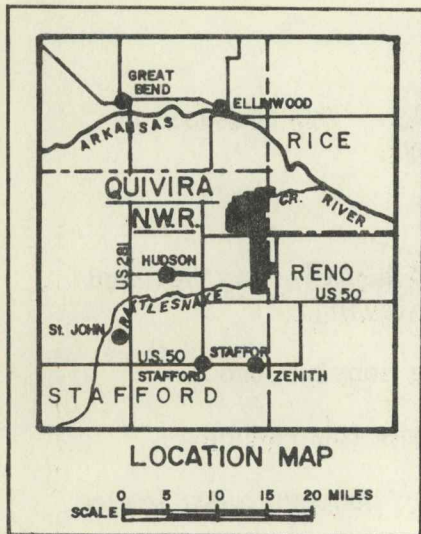 GREAT
BEND
ELLINWOOD
ARKANSAS
RICE
QUIVIRA
CR.
RIVER
N.W.R.
US 281
HUDSON
RENO
US 50
RATTLESNAKE
St. JOHN
STAFFOR
U.S. 50
STAFFORD
ZENITH
STAFFORD
LOCATION MAP
0 5 10 15 20 MILES
SCALE